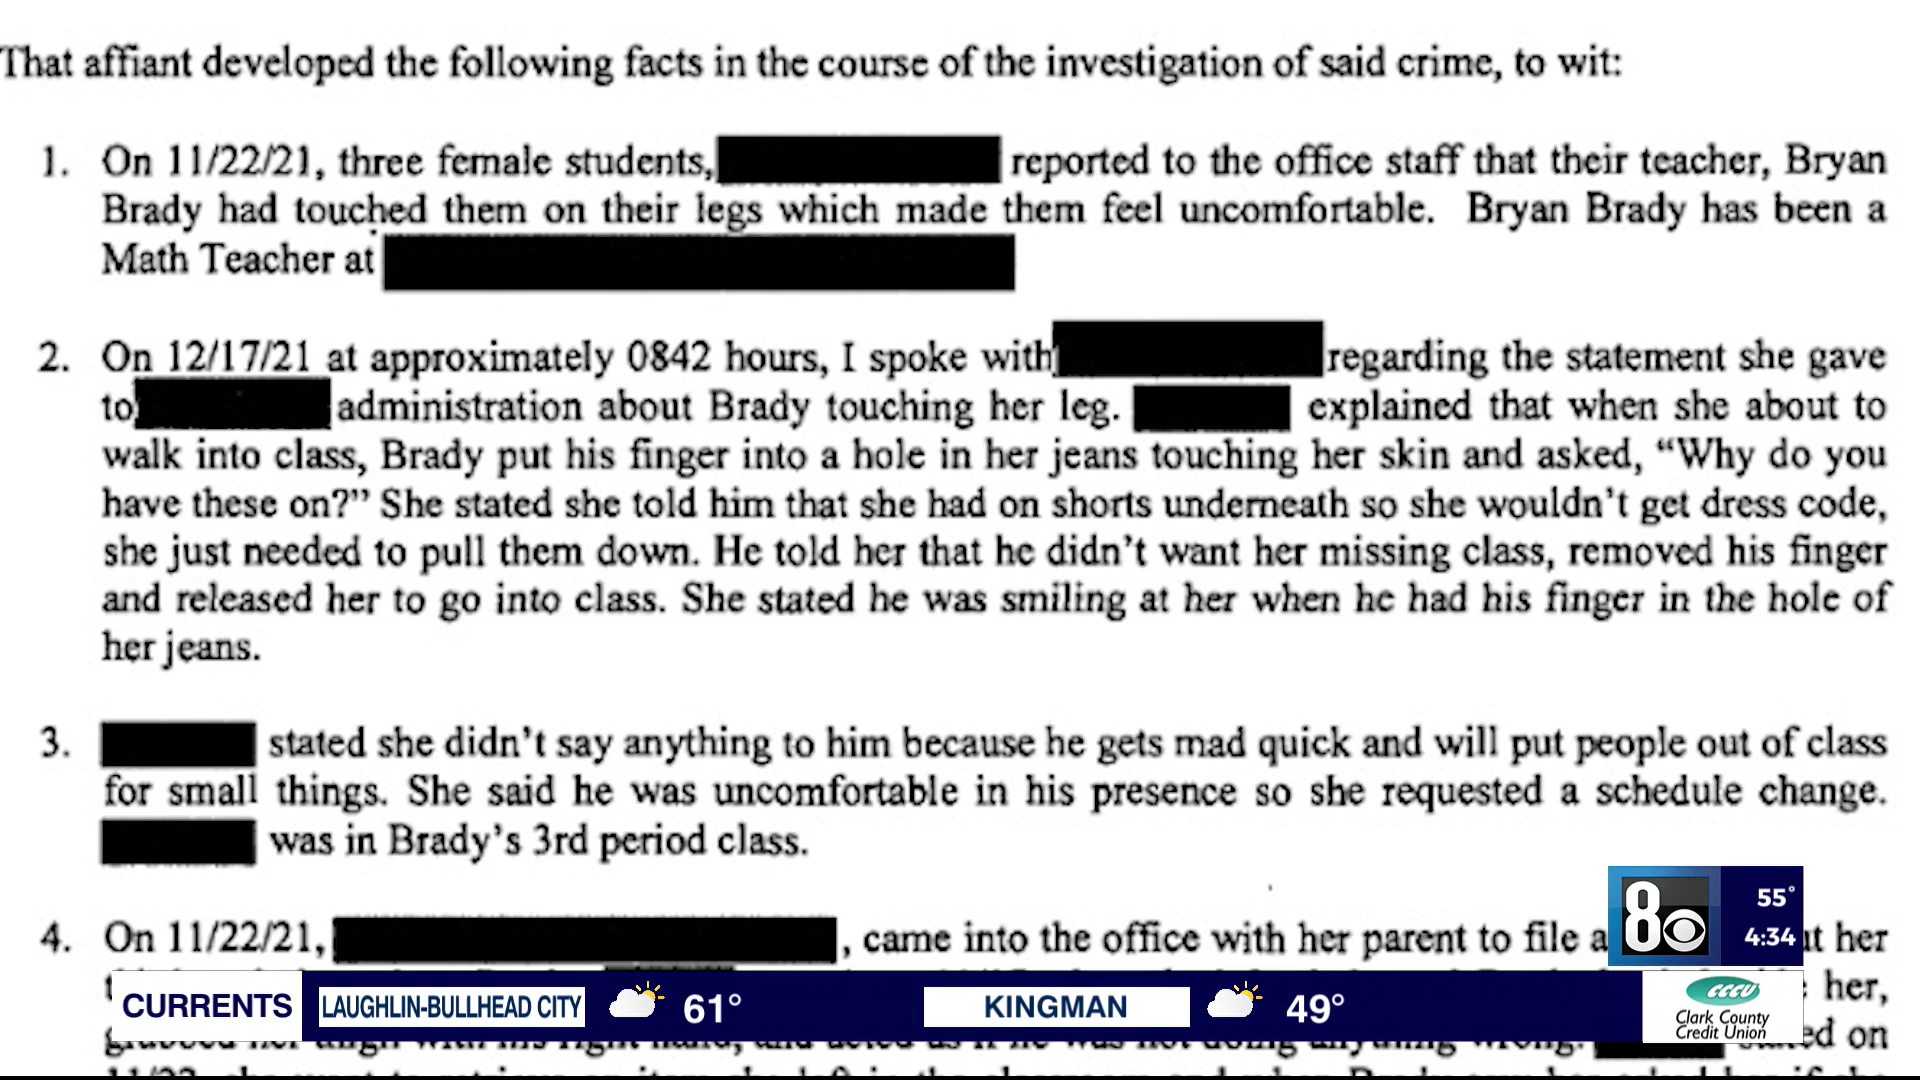 That affiant developed the following facts in the course of the investigation of said crime, to wit:
1. On 11/22/21, three female students, reported to the office staff that their teacher, Bryan
Brady had touched them on their legs which made them feel uncomfortable. Bryan Brady has been a
Math Teacher at
2. On 12/17/21 at approximately 0842 hours, I spoke with regarding the statement she gave
to administration about Brady touching her leg. explained that when she about to
walk into class, Brady put his finger into a hole in her jeans touching her skin and asked, “Why do you
have these on?” She stated she told him that she had on shorts underneath so she wouldn’t get dress code,
she just needed to pull them down. He told her that he didn’t want her missing class, removed his finger
and released her to go into class. She stated he was smiling at her when he had his finger in the hole of
her jeans.
3. stated she didn’t say anything to him because he gets mad quick and will put people out of class
for small things. She said he was uncomfortable in his presence so she requested a schedule change.
was in Brady’s 3rd period class.
4. On 11/22/21, , came into the office with her parent to file a her
her,
on
8
55°
4:34
CURRENTS
LAUGHLIN-BULLHEAD CITY
61°
KINGMAN
49°
CCCU
Clark County
Credit Union